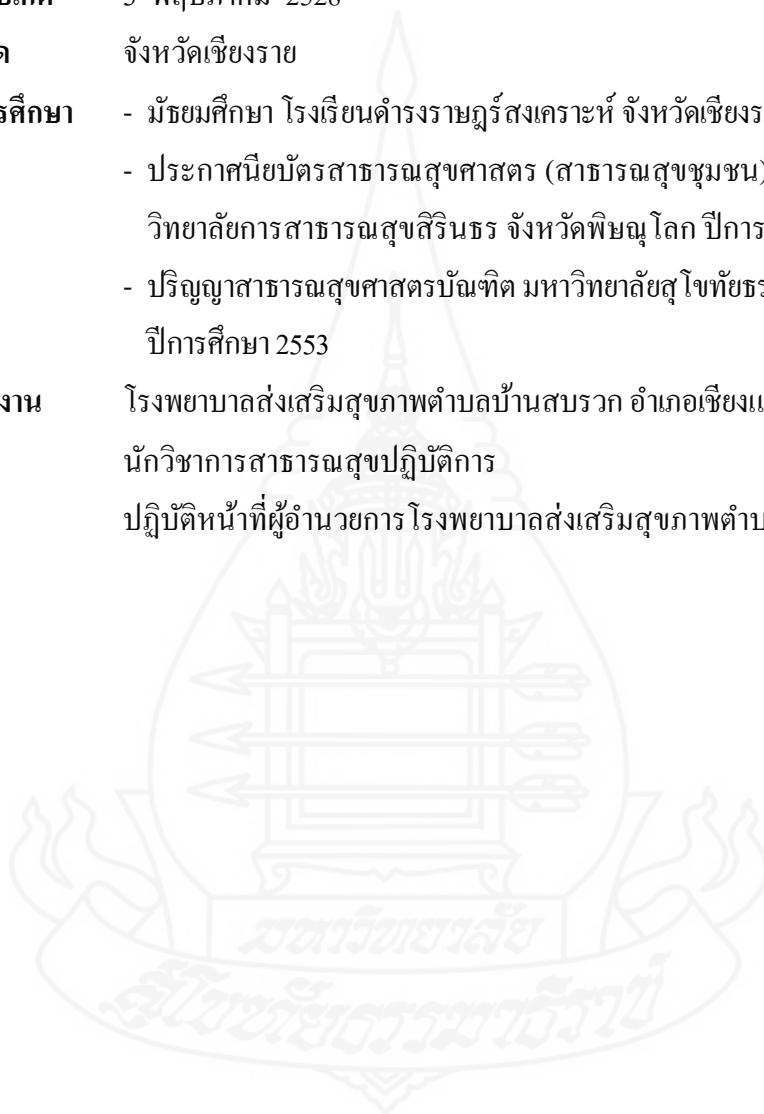 พฤษภาคม 2528
ด จังหวัดเชียงราย
รศึกษา - มัธยมศึกษา โรงเรียนดำรงราษฎร์สงเคราะห์ จังหวัดเชียงร
- ประกาศนียบัตรสาธารณสุขศาสตร (สาธารณสุขชุมชน)
วิทยาลัยการสาธารณสุขสิรินธร จังหวัดพิษณุโลก ปีการ
- ปริญญาสาธารณสุขศาสตรบัณฑิต มหาวิทยาลัยสุโขทัยธร
ปีการศึกษา 2553
งาน โรงพยาบาลส่งเสริมสุขภาพตำบลบ้านสบรวก อำเภอเชียงแ
นักวิชาการสาธารณสุขปฏิบัติการ
ปฏิบัติหน้าที่ผู้อำนวยการโรงพยาบาลส่งเสริมสุขภาพตำบ
มหาวิทยาลัย
สุโขทัยธรรมาธิราช